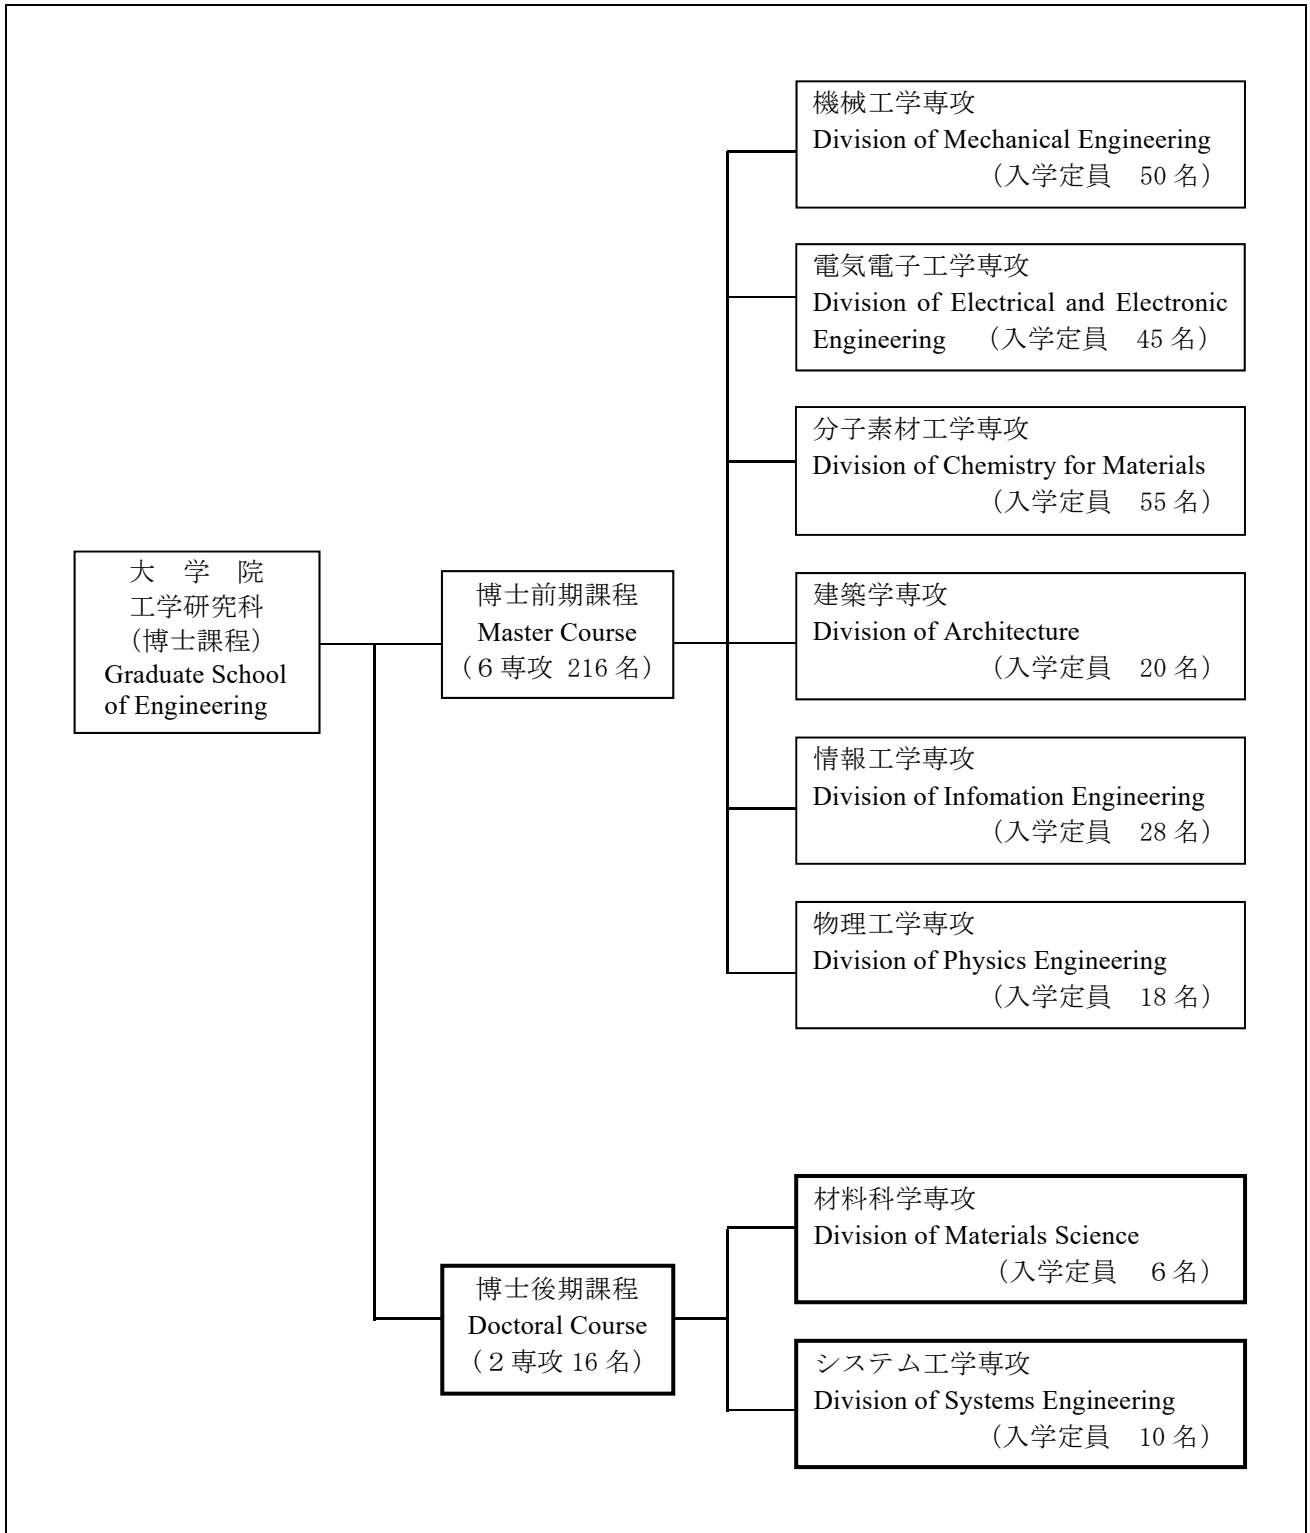 大　学　院
工学研究科
（博士課程）
Graduate School
of Engineering
博士前期課程
Master Course
（６専攻 216 名）
機械工学専攻
Division of Mechanical Engineering
（入学定員　50 名）
電気電子工学専攻
Division of Electrical and Electronic
Engineering　（入学定員　45 名）
分子素材工学専攻
Division of Chemistry for Materials
（入学定員　55 名）
建築学専攻
Division of Architecture
（入学定員　20 名）
情報工学専攻
Division of Infomation Engineering
（入学定員　28 名）
物理工学専攻
Division of Physics Engineering
（入学定員　18 名）
博士後期課程
Doctoral Course
（２専攻 16 名）
材料科学専攻
Division of Materials Science
（入学定員　６名）
システム工学専攻
Division of Systems Engineering
（入学定員　10 名）